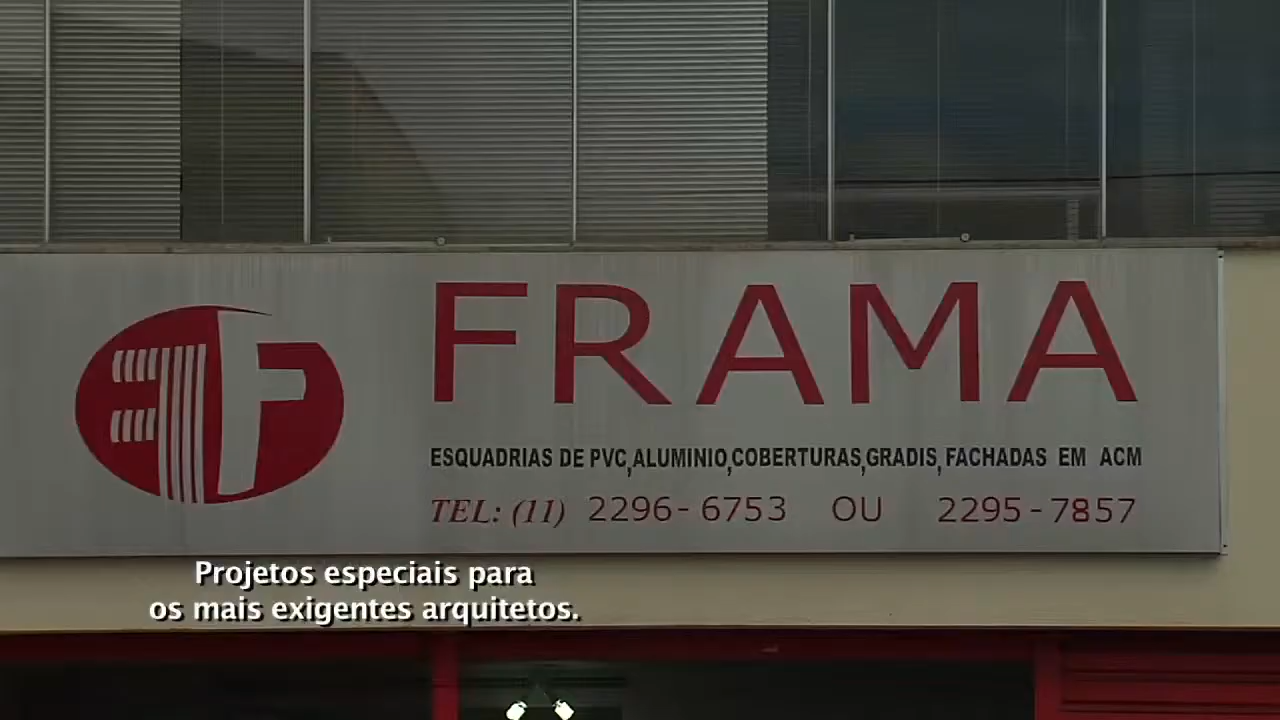 FRAMA
ESQUADRIAS DE PVC,ALUMINIO,COBERTURAS,GRADIS, FACHADAS EM ACM
TEL: (11) 2296-6753 OU 2295-7857
Projetos especiais para
os mais exigentes arquitetos.